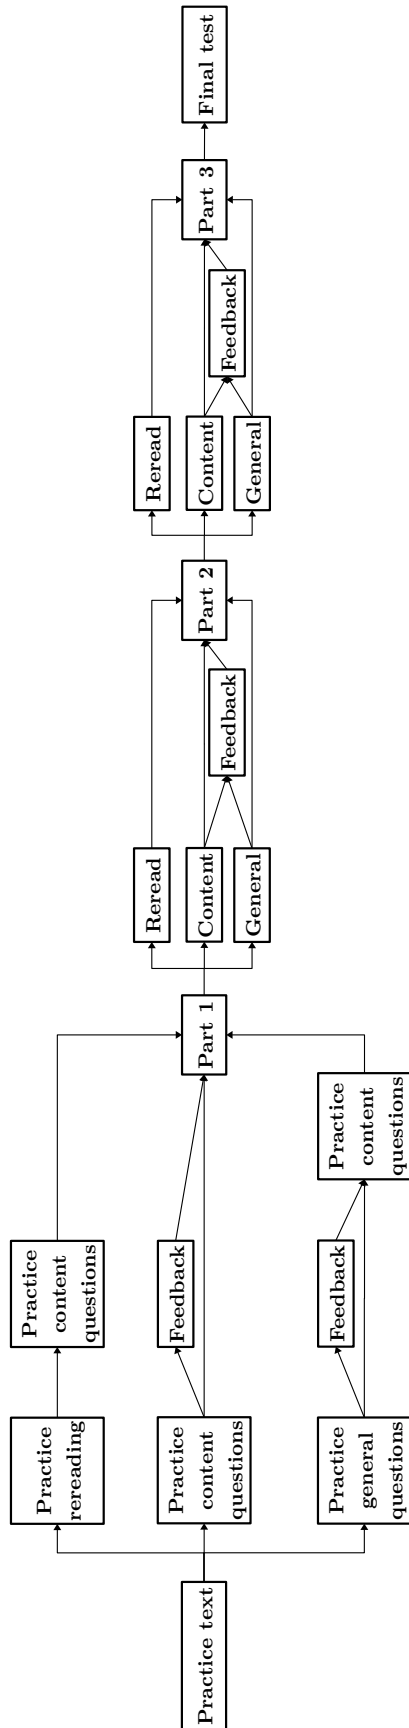 Practice text
Practice
rereading
Practice
content
questions
Practice
content
questions
Feedback
Practice
general
questions
Feedback
Practice
content
questions
Part 1
Reread
Content
General
Feedback
Part 2
Reread
Content
General
Feedback
Part 3
Final test